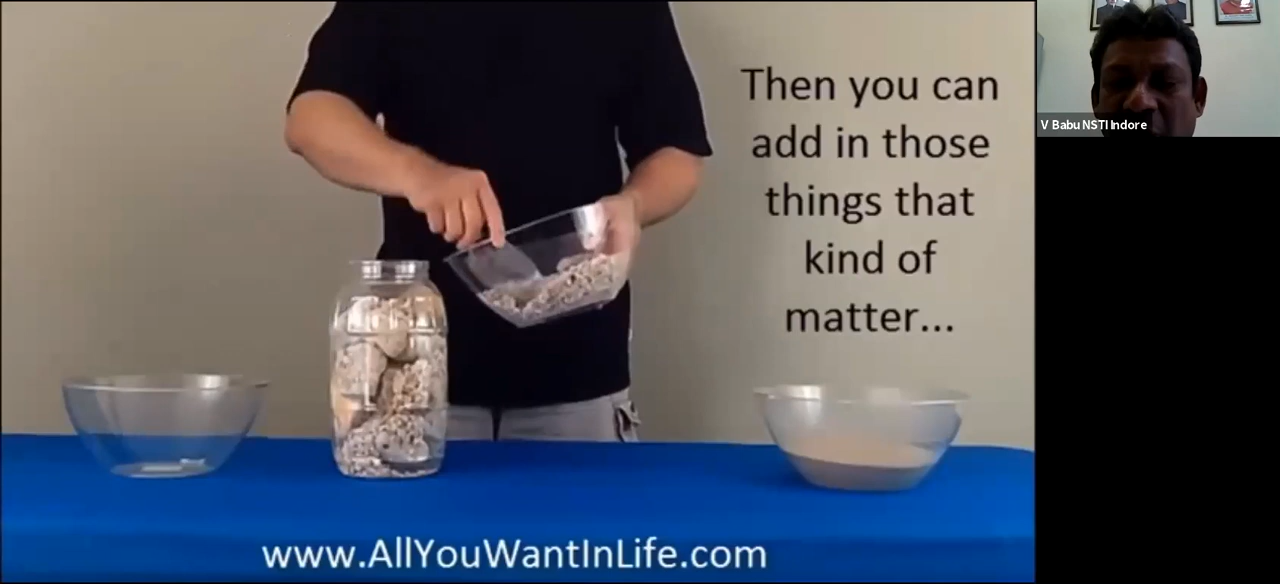 Then you can
add in those
things that
kind of
matter...
www.AllYouWantInLife.com
V Babu NSTI Indore